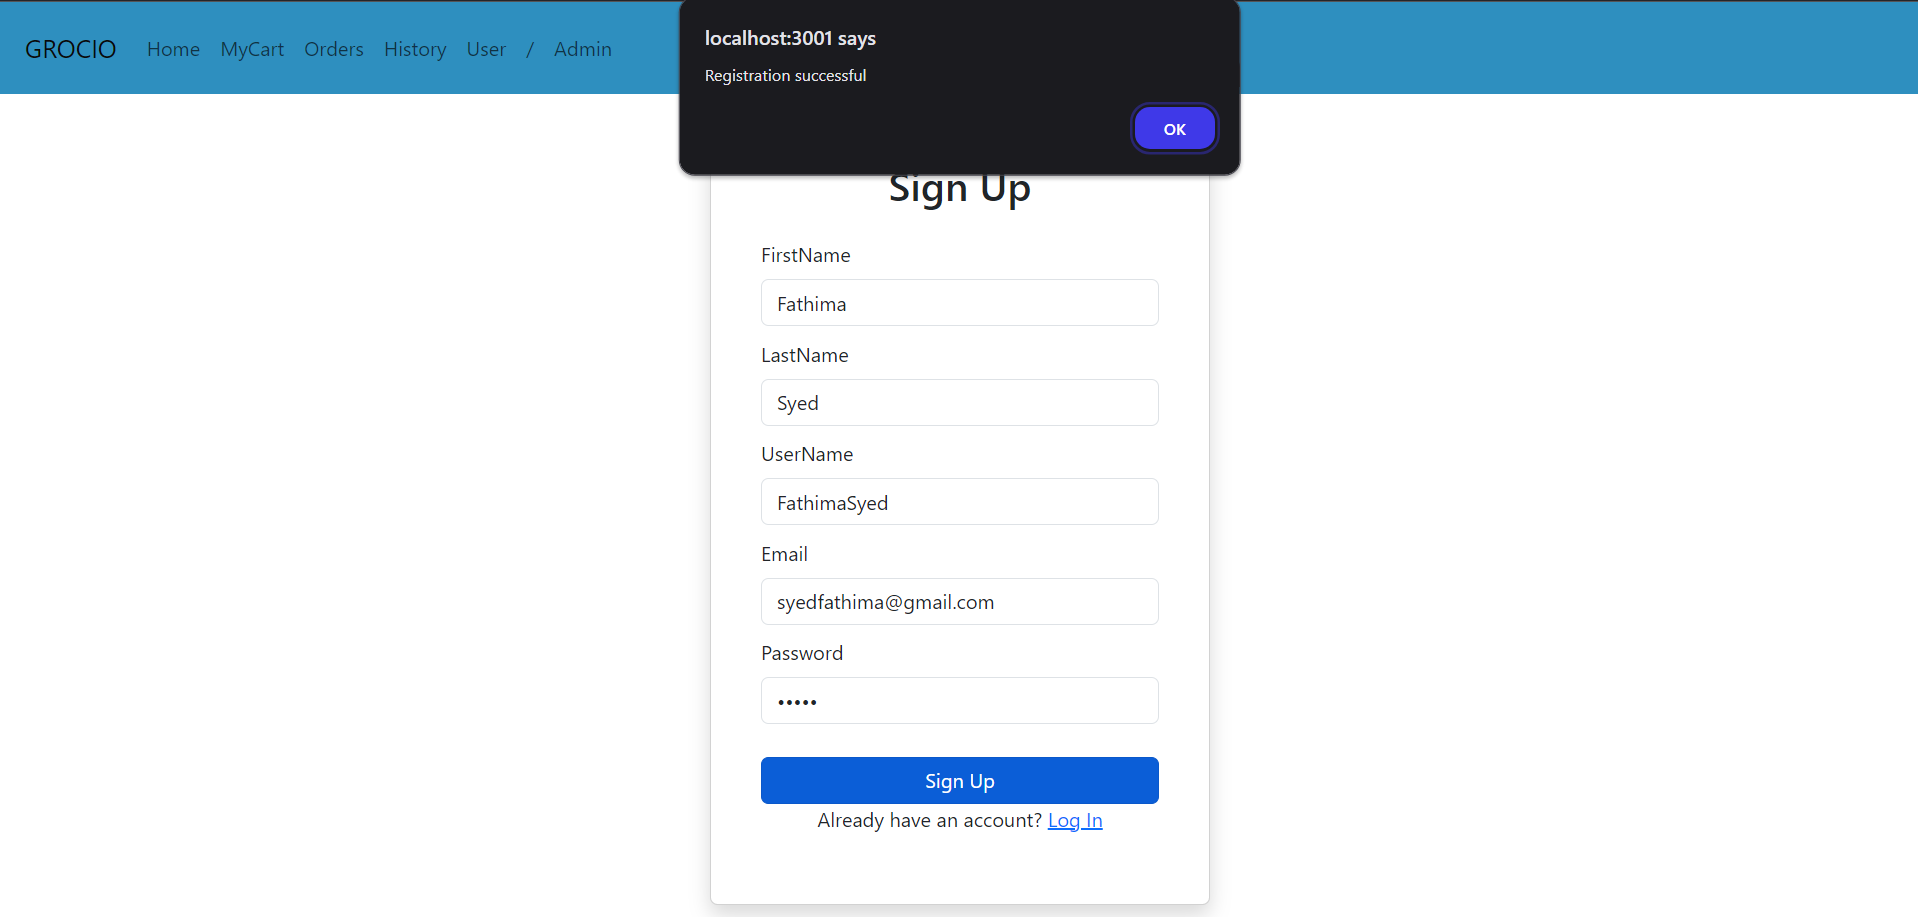 GROCIO Home MyCart Orders History User / Admin
localhost:3001 says
Registration successful
OK
Sign Up
FirstName
Fathima
LastName
Syed
UserName
FathimaSyed
Email
syedfathima@gmail.com
Password
•••••
Sign Up
Already have an account? Log In